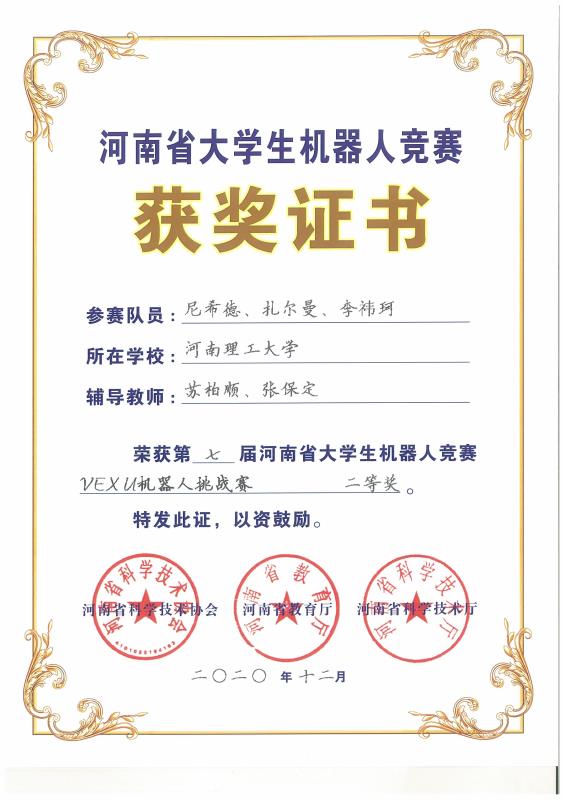 河南省大学生机器人竞赛
获奖证书
参赛队员：尼希德、扎尔曼、李祎珂
所在学校：河南理工大学
辅导教师：苏柏顺、张保定
荣获第 七 届河南省大学生机器人竞赛
VEXU机器人挑战赛 二等奖 。
特发此证，以资鼓励。
河南省科学技术协会 河南省教育厅 河南省科学技术厅
河南省科学技术协会
河南省教育厅
河南省科学技术厅
二〇二〇 年 十二月